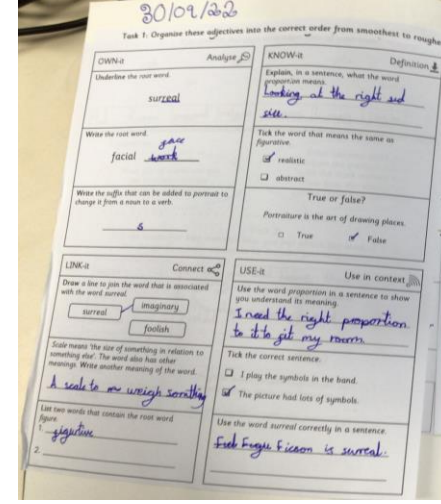 30/09/22
Task 1: Organise these adjectives into the correct order from smoothest to roughe
OWN-it
Analyse
Underline the root word.
surreal
Write the root word.
face
facial
Write the suffix that can be added to portrait to
change it from a noun to a verb.
s
KNOW-it
Definition
Explain, in a sentence, what the word
proportion means.
Looking at the right and
size.
Tick the word that means the same as
figurative.
realistic
abstract
True or false?
Portraiture is the art of drawing places.
True
False
LINK-it
Connect
Draw a line to join the word that is associated
with the word surreal.
surreal
imaginary
foolish
Scale means 'the size of something in relation to
something else'. The word also has other
meanings. Write another meaning of the word.
A scale to weigh something
List two words that contain the root word
figure.
1.
2.
USE-it
Use in context
Use the word proportion in a sentence to show
you understand its meaning.
I need the right proportion
to it to fit my room.
Tick the correct sentence.
I play the symbols in the band.
The picture had lots of symbols.
Use the word surreal correctly in a sentence.
is surreal.